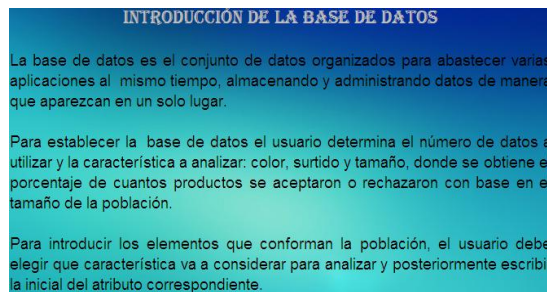 INTRODUCCIÓN DE LA BASE DE DATOS
La base de datos es el conjunto de datos organizados para abastecer varias
aplicaciones al mismo tiempo, almacenando y administrando datos de manera
que aparezcan en un solo lugar.
Para establecer la base de datos el usuario determina el número de datos a
utilizar y la característica a analizar: color, surtido y tamaño, donde se obtiene e
porcentaje de cuantos productos se aceptaron o rechazaron con base en e
tamaño de la población.
Para introducir los elementos que conforman la población, el usuario debe
elegir que característica va a considerar para analizar y posteriormente escribi
la inicial del atributo correspondiente.